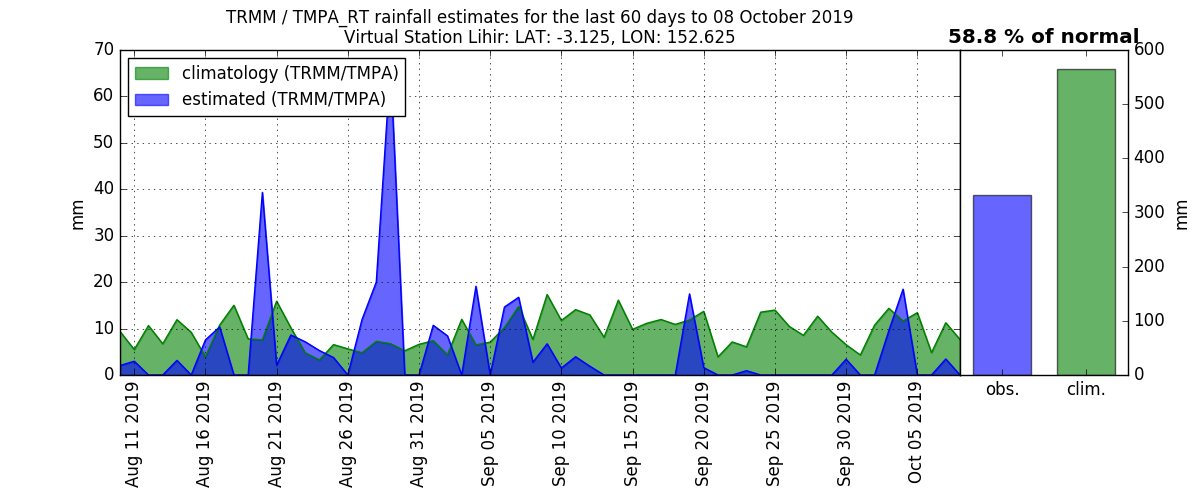 TRMM / TMPA_RT rainfall estimates for the last 60 days to 08 October 2019
Virtual Station Lihir: LAT: -3.125, LON: 152.625
58.8 % of normal
climatology (TRMM/TMPA)
estimated (TRMM/TMPA)
70
60
50
40
30
20
10
0
mm
Aug 11 2019
Aug 16 2019
Aug 21 2019
Aug 26 2019
Aug 31 2019
Sep 05 2019
Sep 10 2019
Sep 15 2019
Sep 20 2019
Sep 25 2019
Sep 30 2019
Oct 05 2019
obs.
clim.
600
500
400
300
200
100
0
mm